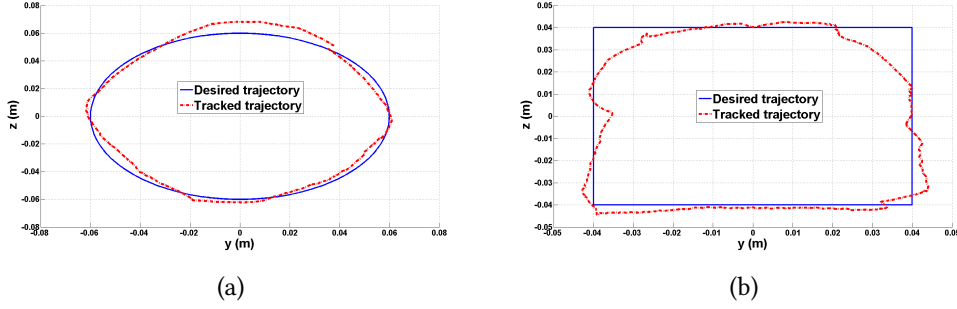 0.08
0.06
0.04
0.02
0
-0.02
-0.04
-0.06
-0.08
z (m)
-0.08 -0.06 -0.04 -0.02 0 0.02 0.04 0.06 0.08
y (m)
Desired trajectory
Tracked trajectory
(a)
0.05
0.04
0.03
0.02
0.01
0
-0.01
-0.02
-0.03
-0.04
-0.05
z (m)
-0.05 -0.04 -0.03 -0.02 -0.01 0 0.01 0.02 0.03 0.04 0.05
y (m)
Desired trajectory
Tracked trajectory
(b)